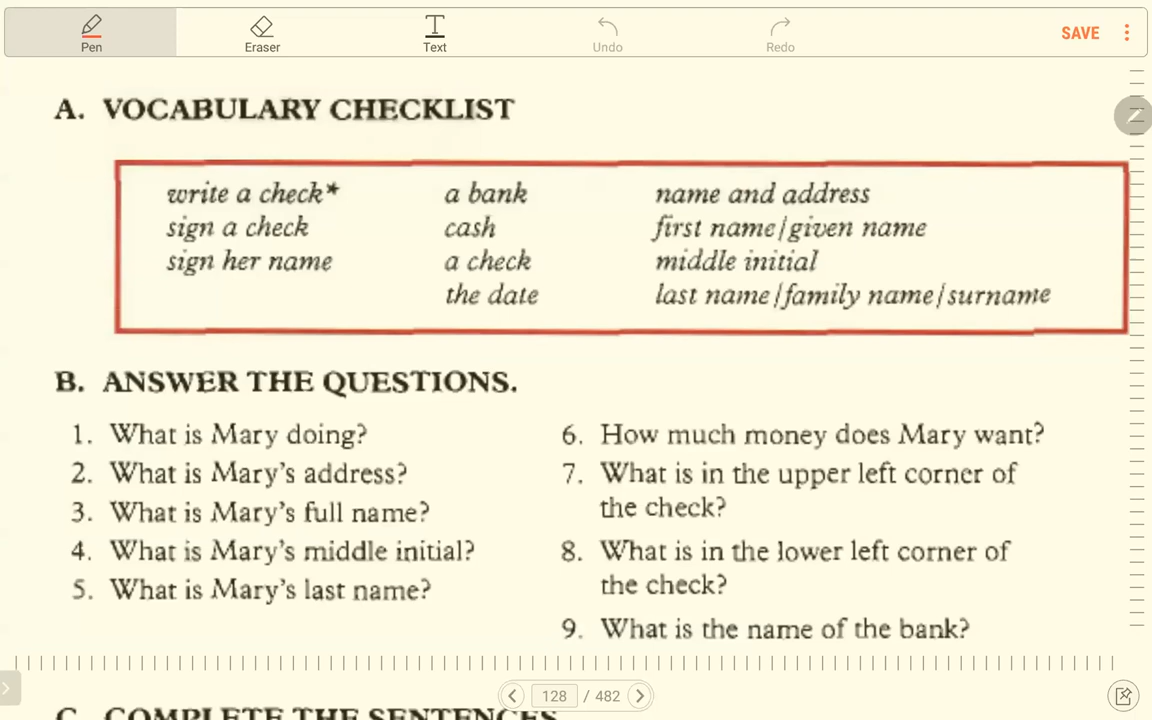 Pen
Eraser
Text
Undo
Redo
SAVE
A. VOCABULARY CHECKLIST
write a check* a bank name and address
sign a check cash first name/given name
sign her name a check middle initial
the date last name/family name/surname
B. ANSWER THE QUESTIONS.
1. What is Mary doing?
2. What is Mary's address?
3. What is Mary's full name?
4. What is Mary's middle initial?
5. What is Mary's last name?
6. How much money does Mary want?
7. What is in the upper left corner of
the check?
8. What is in the lower left corner of
the check?
9. What is the name of the bank?
128 / 482
C. COMPLETE THE SENTENCES